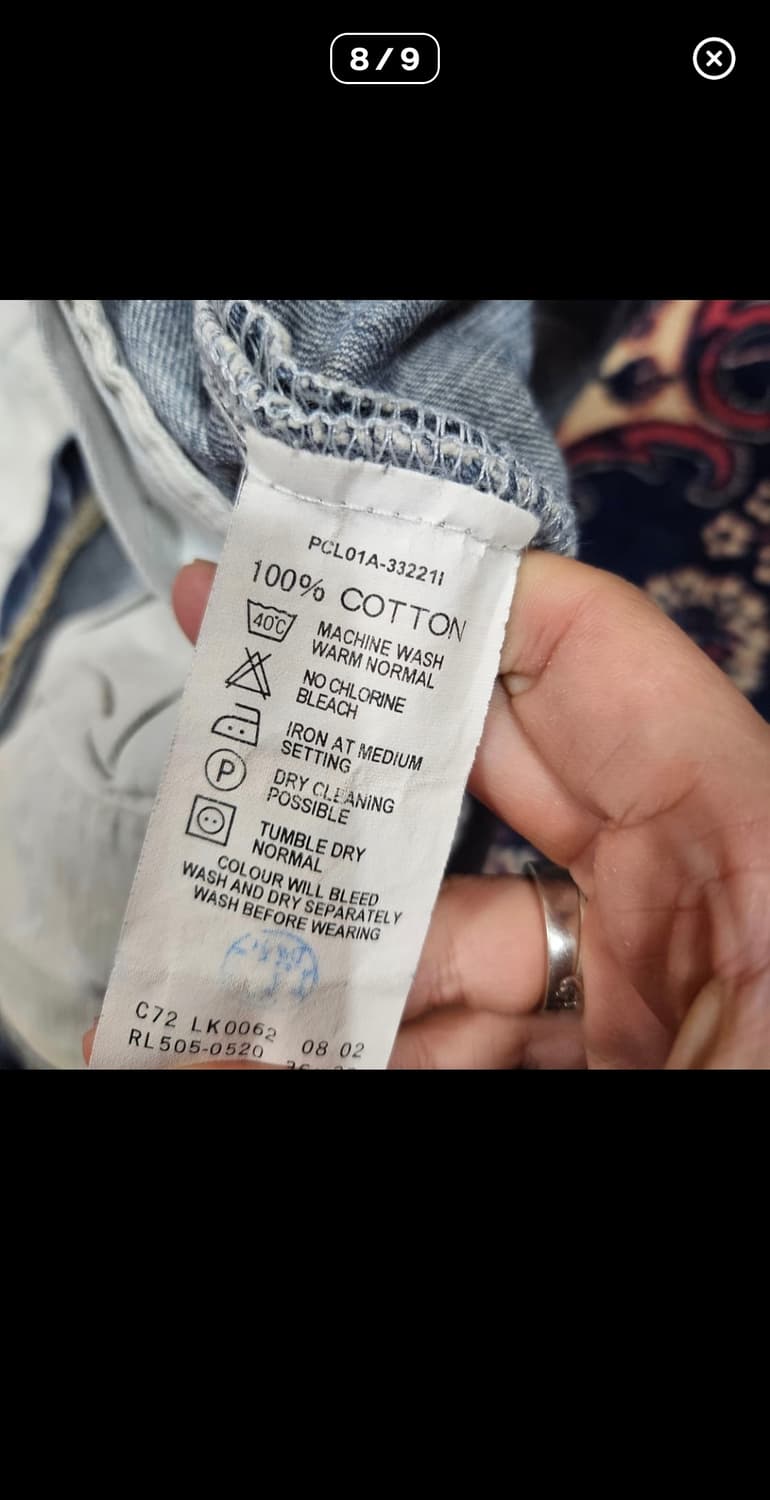 8/9
PCL01A-33221I
100% COTTON
40°C
MACHINE WASH
WARM NORMAL
NO CHLORINE
BLEACH
IRON AT MEDIUM
SETTING
P
DRY CLEANING
POSSIBLE
TUMBLE DRY
NORMAL
COLOUR WILL BLEED
WASH AND DRY SEPARATELY
WASH BEFORE WEARING
C72 LK0062 08 02
RL505-0520